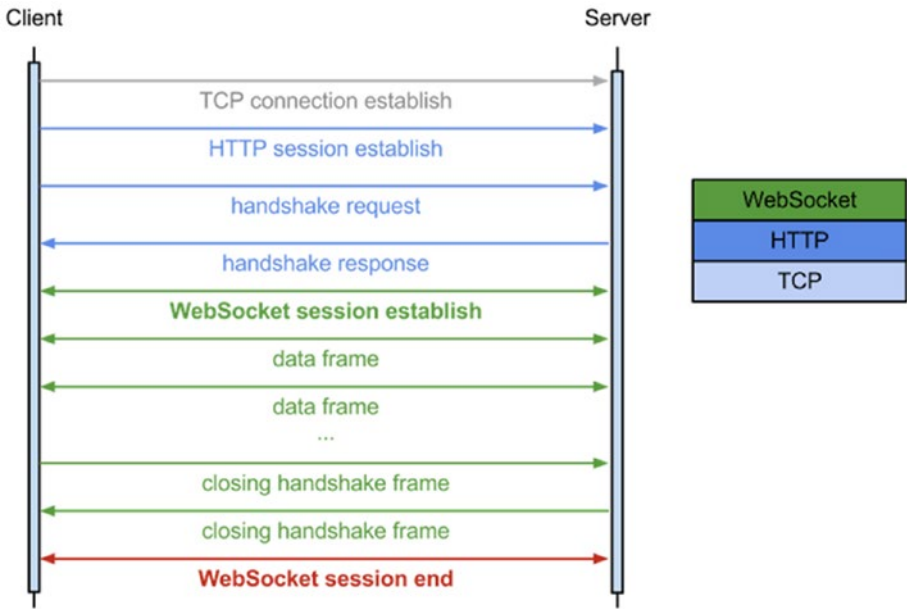 Client
Server
TCP connection establish
HTTP session establish
handshake request
handshake response
WebSocket session establish
data frame
data frame
...
closing handshake frame
closing handshake frame
WebSocket session end
WebSocket
HTTP
TCP